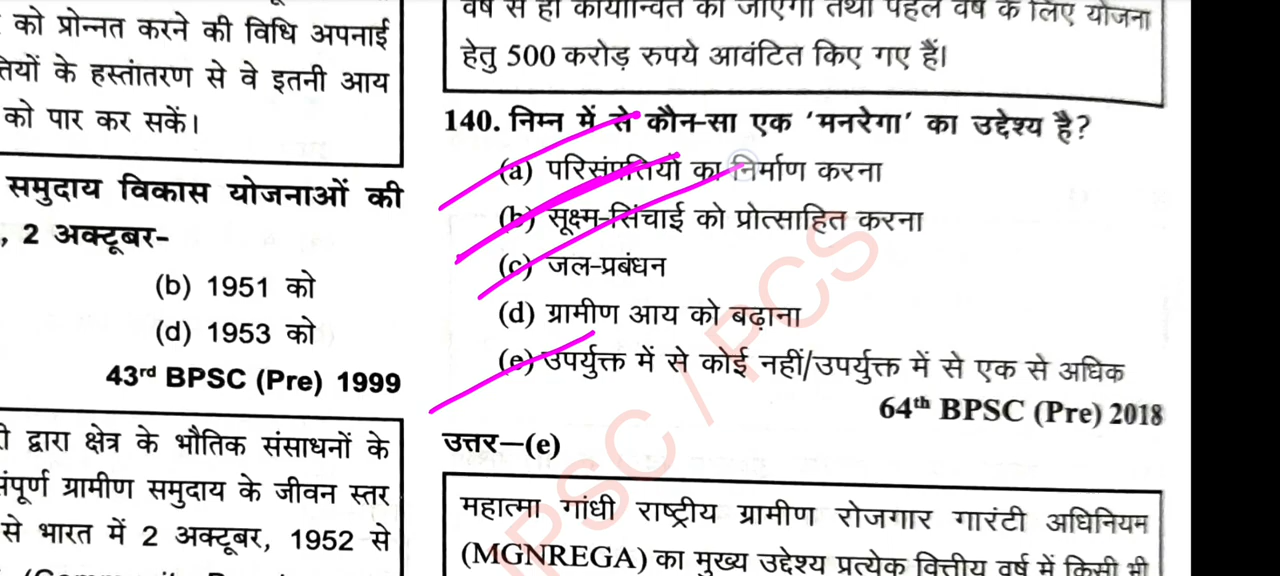 को प्रोन्नत करने की विधि अपनाई
तियों के हस्तांतरण से वे इतनी आय
को पार कर सकें।
समुदाय विकास योजनाओं की
, 2 अक्टूबर–
(b) 1951 को
(d) 1953 को
43rd BPSC (Pre) 1999
द्वारा क्षेत्र के भौतिक संसाधनों के
संपूर्ण ग्रामीण समुदाय के जीवन स्तर
से भारत में 2 अक्टूबर, 1952 से
वर्ष से ही कार्यान्वित की जाएगी तथा पहले वर्ष के लिए योजना
हेतु 500 करोड़ रुपये आवंटित किए गए हैं।
140. निम्न में से कौन-सा एक 'मनरेगा' का उद्देश्य है?
(a) परिसंपत्तियों का निर्माण करना
(b) सूक्ष्म-सिंचाई को प्रोत्साहित करना
(c) जल-प्रबंधन
(d) ग्रामीण आय को बढ़ाना
(e) उपर्युक्त में से कोई नहीं/उपर्युक्त में से एक से अधिक
64th BPSC (Pre) 2018
उत्तर–(e)
महात्मा गांधी राष्ट्रीय ग्रामीण रोजगार गारंटी अधिनियम
(MGNREGA) का मुख्य उद्देश्य प्रत्येक वित्तीय वर्ष में किसी भी
PSC / PCS